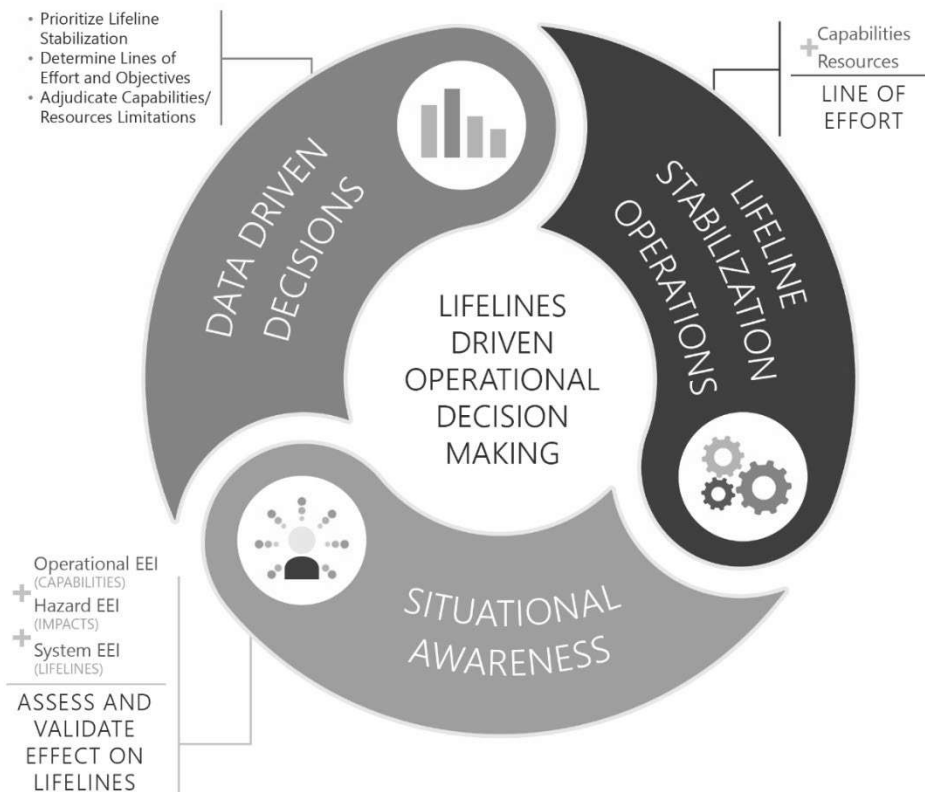 • Prioritize Lifeline
Stabilization
• Determine Lines of
Effort and Objectives
• Adjudicate Capabilities/
Resources Limitations
+ Capabilities
Resources
LINE OF
EFFORT
DATA DRIVEN
DECISIONS
LIFELINE
STABILIZATION
OPERATIONS
LIFELINES
DRIVEN
OPERATIONAL
DECISION
MAKING
SITUATIONAL
AWARENESS
Operational EEI
(CAPABILITIES)
+
Hazard EEI
(IMPACTS)
+
System EEI
(LIFELINES)
ASSESS AND
VALIDATE
EFFECT ON
LIFELINES